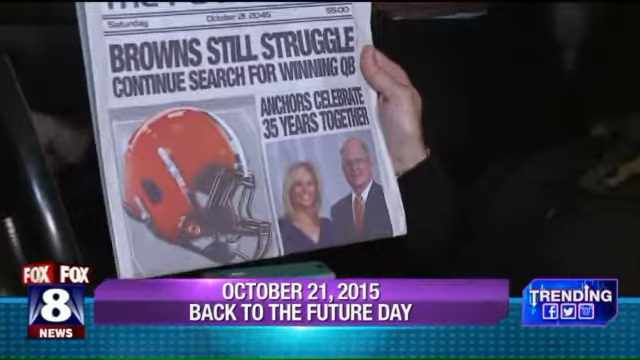 Saturday October 21, 2045 $5.00
BROWNS STILL STRUGGLE
CONTINUE SEARCH FOR WINNING QB
ANCHORS CELEBRATE
35 YEARS TOGETHER
FOX FOX
8
NEWS
OCTOBER 21, 2015
BACK TO THE FUTURE DAY
TRENDING